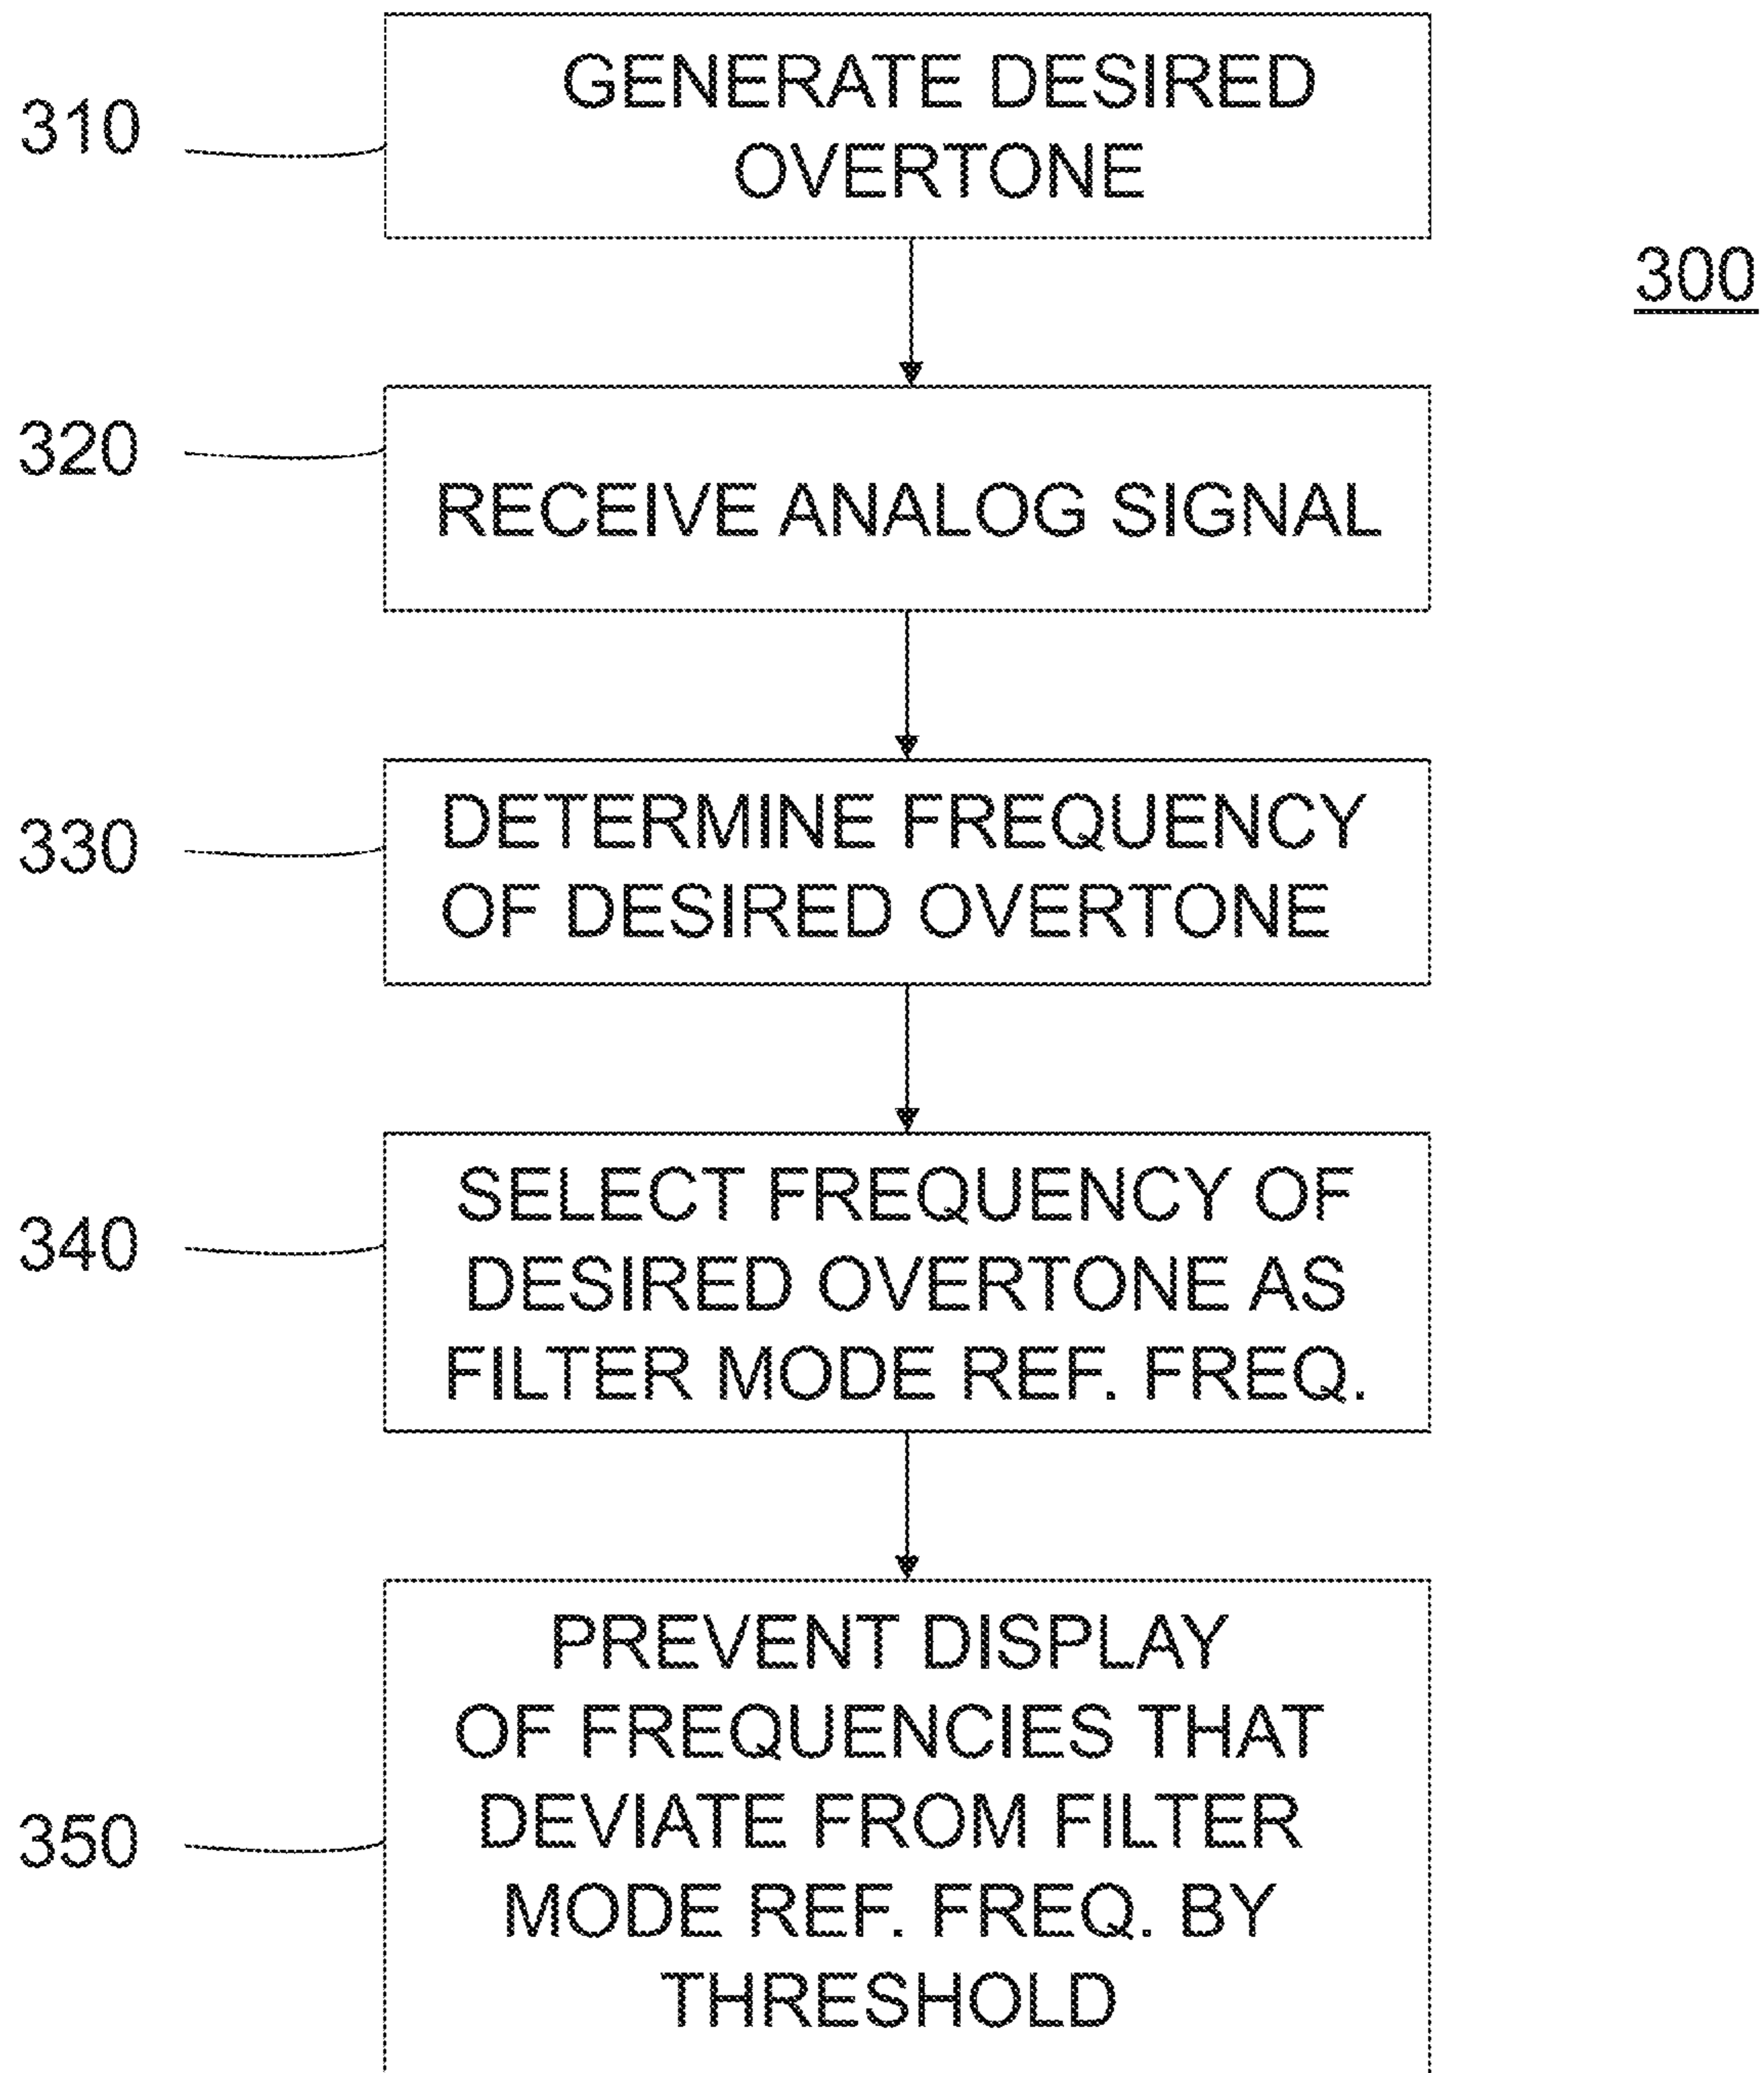 310
GENERATE DESIRED
OVERTONE
300
320
RECEIVE ANALOG SIGNAL
330
DETERMINE FREQUENCY
OF DESIRED OVERTONE
340
SELECT FREQUENCY OF
DESIRED OVERTONE AS
FILTER MODE REF. FREQ.
350
PREVENT DISPLAY
OF FREQUENCIES THAT
DEVIATE FROM FILTER
MODE REF. FREQ. BY
THRESHOLD